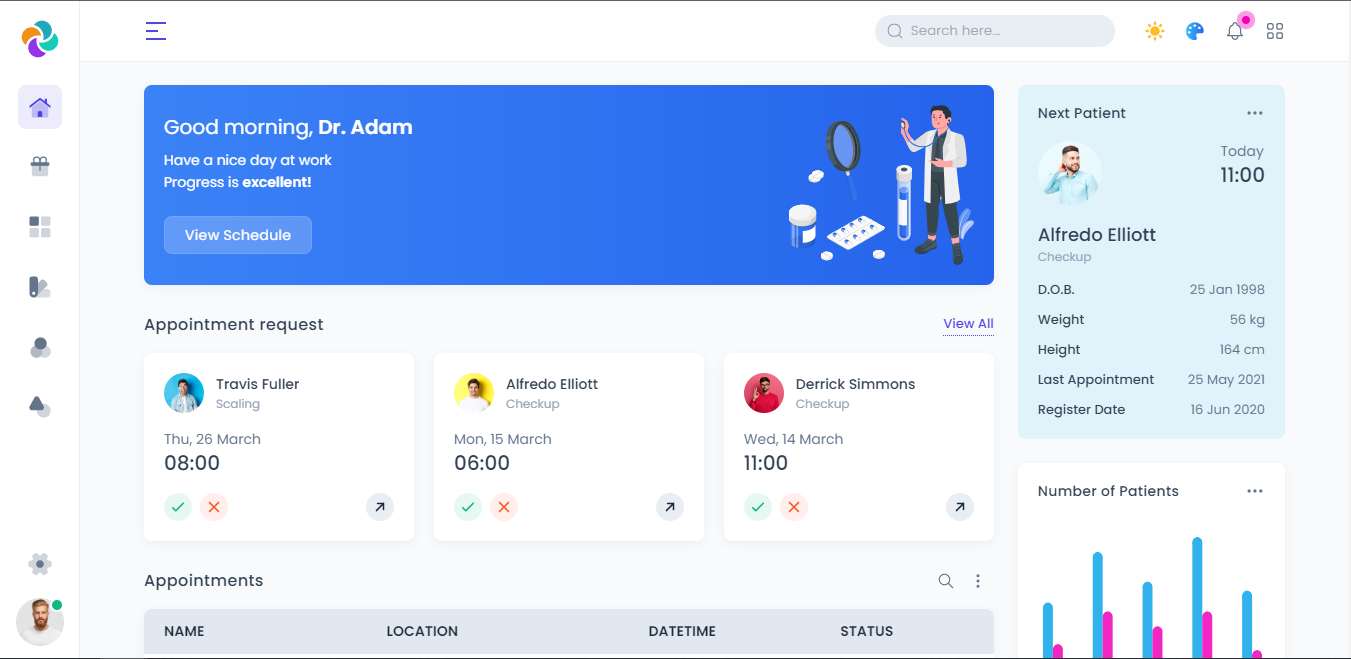 Search here...
Good morning, Dr. Adam
Have a nice day at work
Progress is excellent!
View Schedule
Appointment request
View All
Travis Fuller
Scaling
Thu, 26 March
08:00
Alfredo Elliott
Checkup
Mon, 15 March
06:00
Derrick Simmons
Checkup
Wed, 14 March
11:00
Appointments
NAME LOCATION DATETIME STATUS
Next Patient
Today
11:00
Alfredo Elliott
Checkup
D.O.B. 25 Jan 1998
Weight 56 kg
Height 164 cm
Last Appointment 25 May 2021
Register Date 16 Jun 2020
Number of Patients